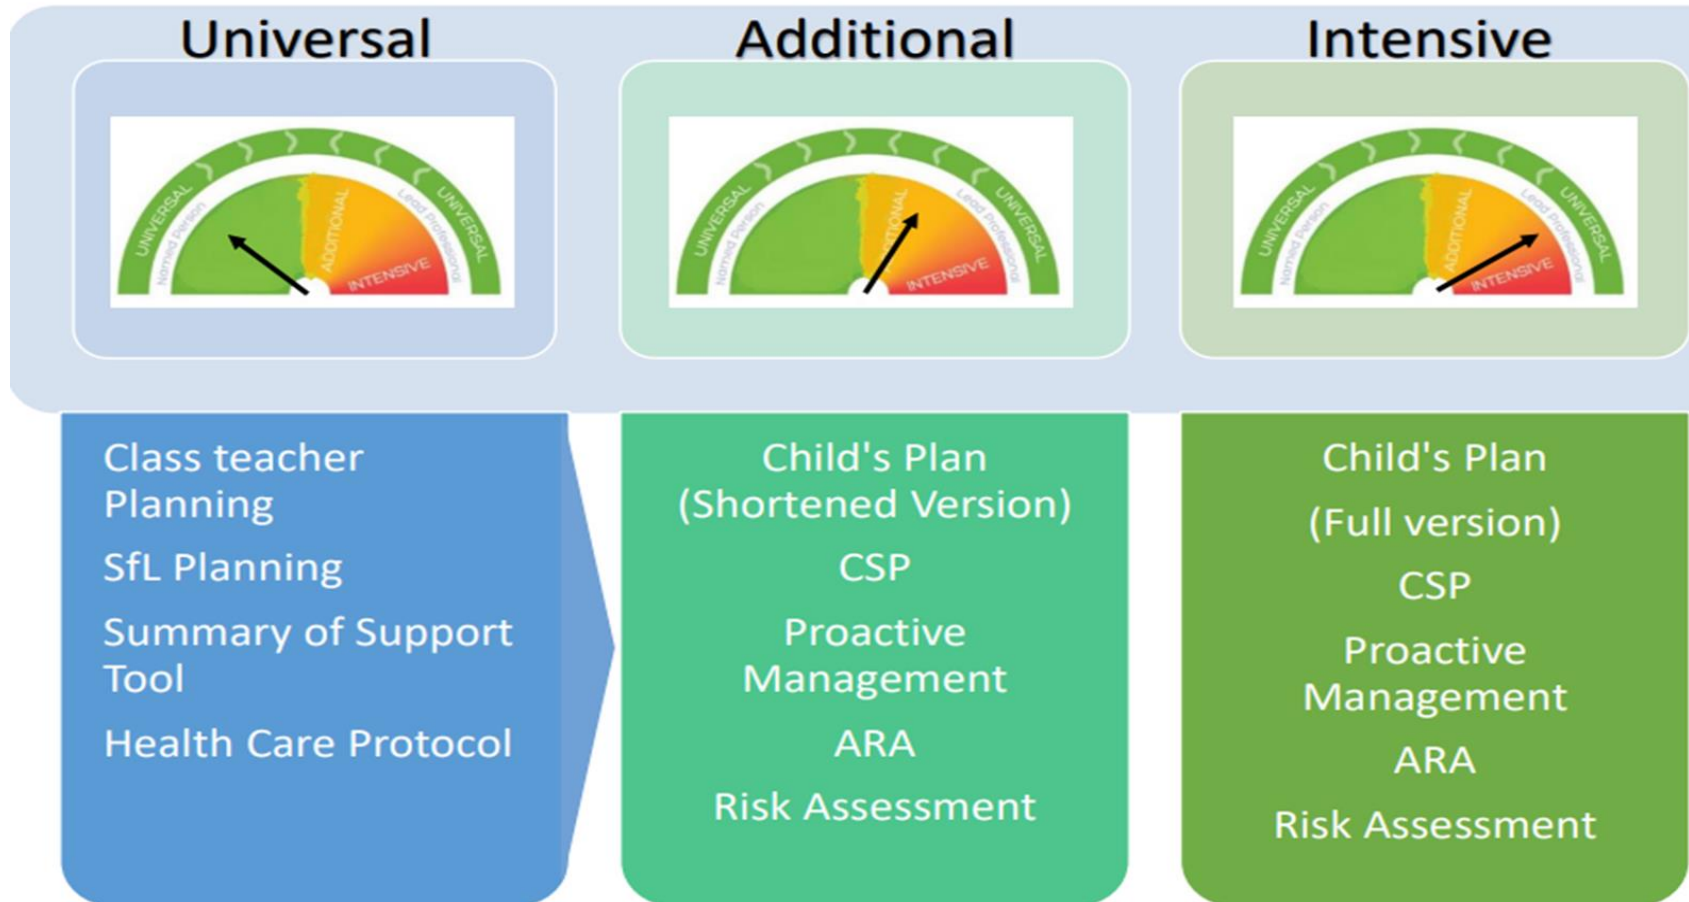 Universal
Additional
Intensive
UNIVERSAL
Named Person
ADDITIONAL
INTENSIVE
Lead Professional
UNIVERSAL
UNIVERSAL
Named Person
ADDITIONAL
INTENSIVE
Lead Professional
UNIVERSAL
UNIVERSAL
Named Person
ADDITIONAL
INTENSIVE
Lead Professional
UNIVERSAL
Class teacher
Planning
SfL Planning
Summary of Support
Tool
Health Care Protocol
Child's Plan
(Shortened Version)
CSP
Proactive
Management
ARA
Risk Assessment
Child's Plan
(Full version)
CSP
Proactive
Management
ARA
Risk Assessment